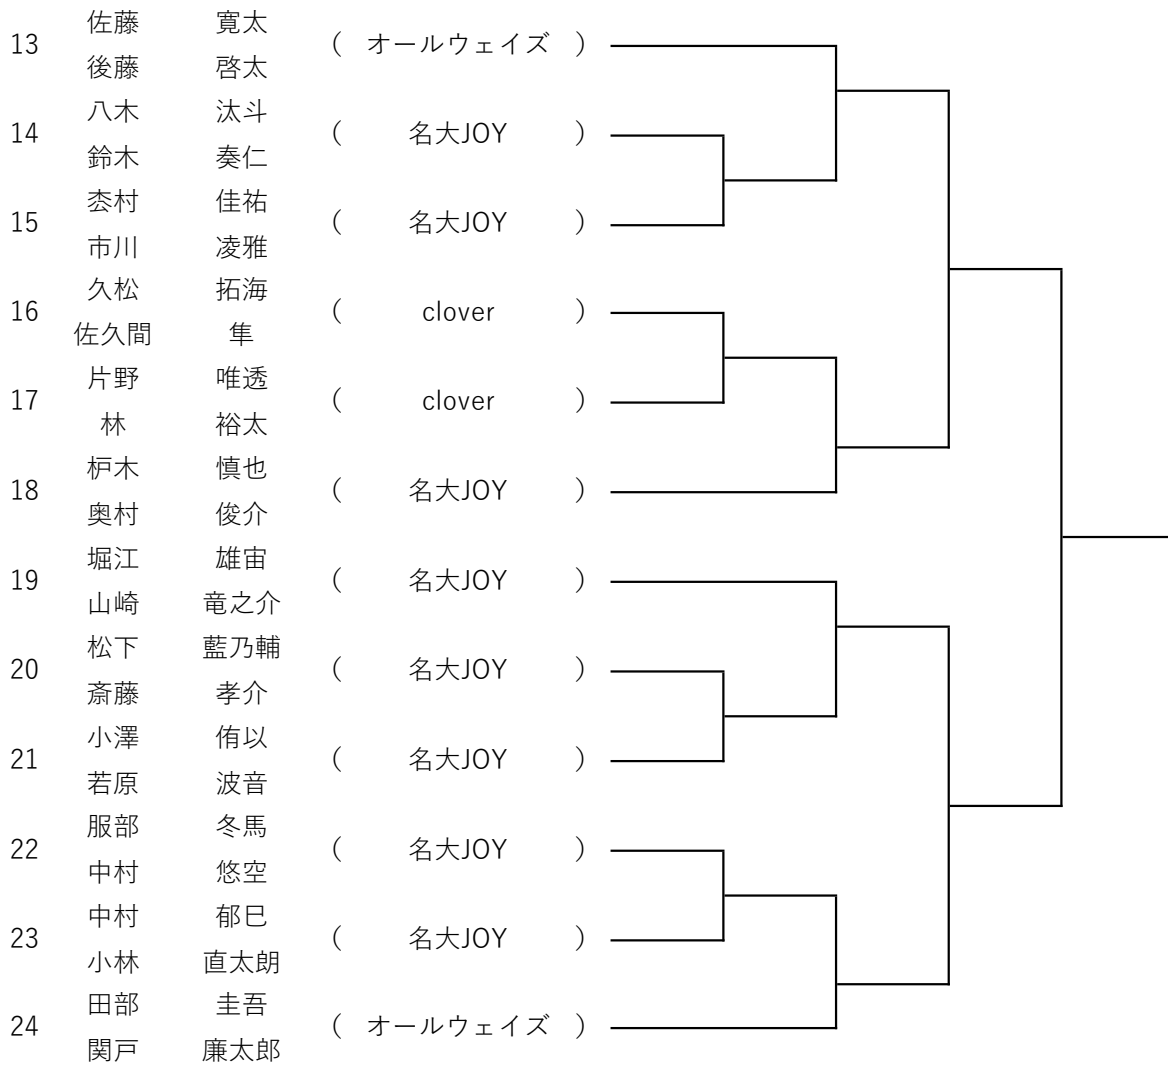 佐藤 寛太
13 ( オールウェイズ )
後藤 啓太
八木 汰斗
14 ( 名大JOY )
鈴木 奏仁
枩村 佳祐
15 ( 名大JOY )
市川 凌雅
久松 拓海
16 ( clover )
佐久間 隼
片野 唯透
17 ( clover )
林 裕太
枦木 慎也
18 ( 名大JOY )
奥村 俊介
堀江 雄宙
19 ( 名大JOY )
山崎 竜之介
松下 藍乃輔
20 ( 名大JOY )
斎藤 孝介
小澤 侑以
21 ( 名大JOY )
若原 波音
服部 冬馬
22 ( 名大JOY )
中村 悠空
中村 郁巳
23 ( 名大JOY )
小林 直太朗
田部 圭吾
24 ( オールウェイズ )
関戸 廉太郎